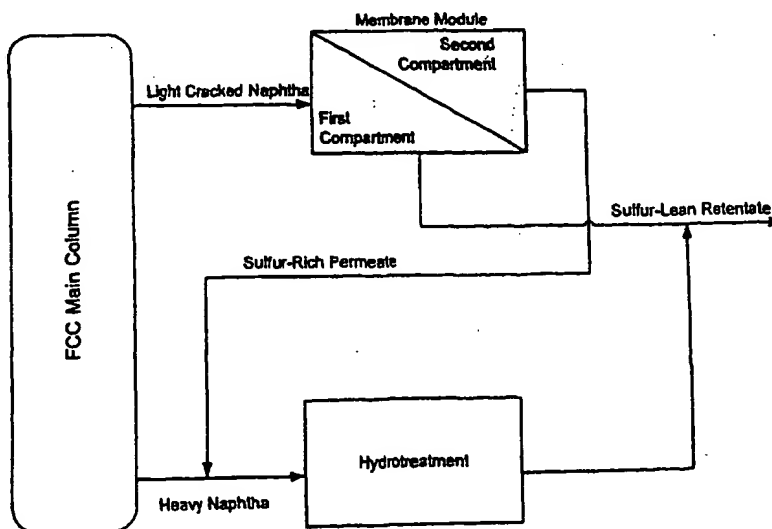 Membrane Module
Second
Compartment
Light Cracked Naphtha
First
Compartment
FCC Main Column
Sulfur-Lean Retentate
Sulfur-Rich Permeate
Hydrotreatment
Heavy Naphtha